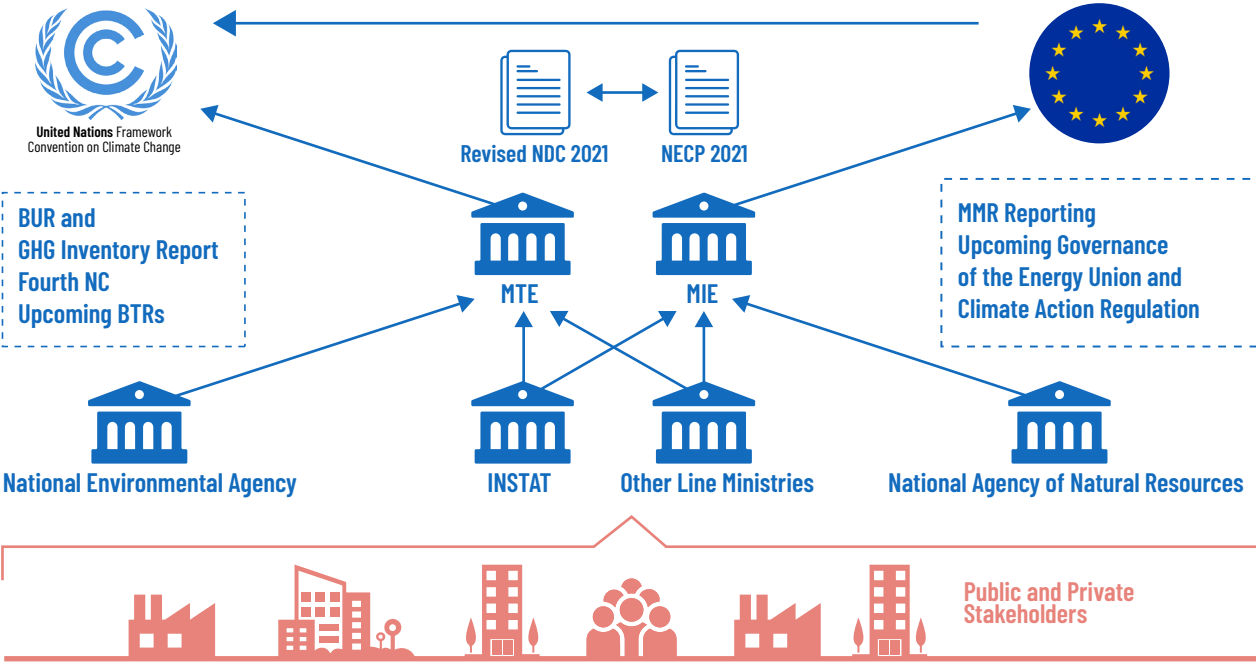 United Nations Framework
Convention on Climate Change
Revised NDC 2021
NECP 2021
BUR and
GHG Inventory Report
Fourth NC
Upcoming BTRs
MTE
MIE
MMR Reporting
Upcoming Governance
of the Energy Union and
Climate Action Regulation
National Environmental Agency
INSTAT
Other Line Ministries
National Agency of Natural Resources
Public and Private
Stakeholders